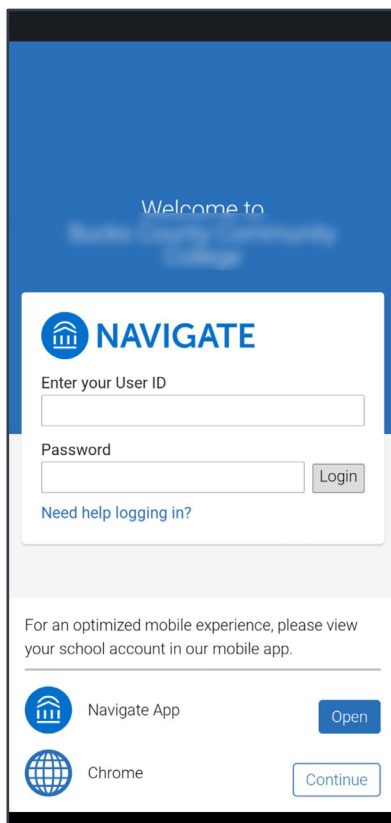 Welcome to
NAVIGATE
Enter your User ID
Password
Login
Need help logging in?
For an optimized mobile experience, please view
your school account in our mobile app.
Navigate App
Open
Chrome
Continue